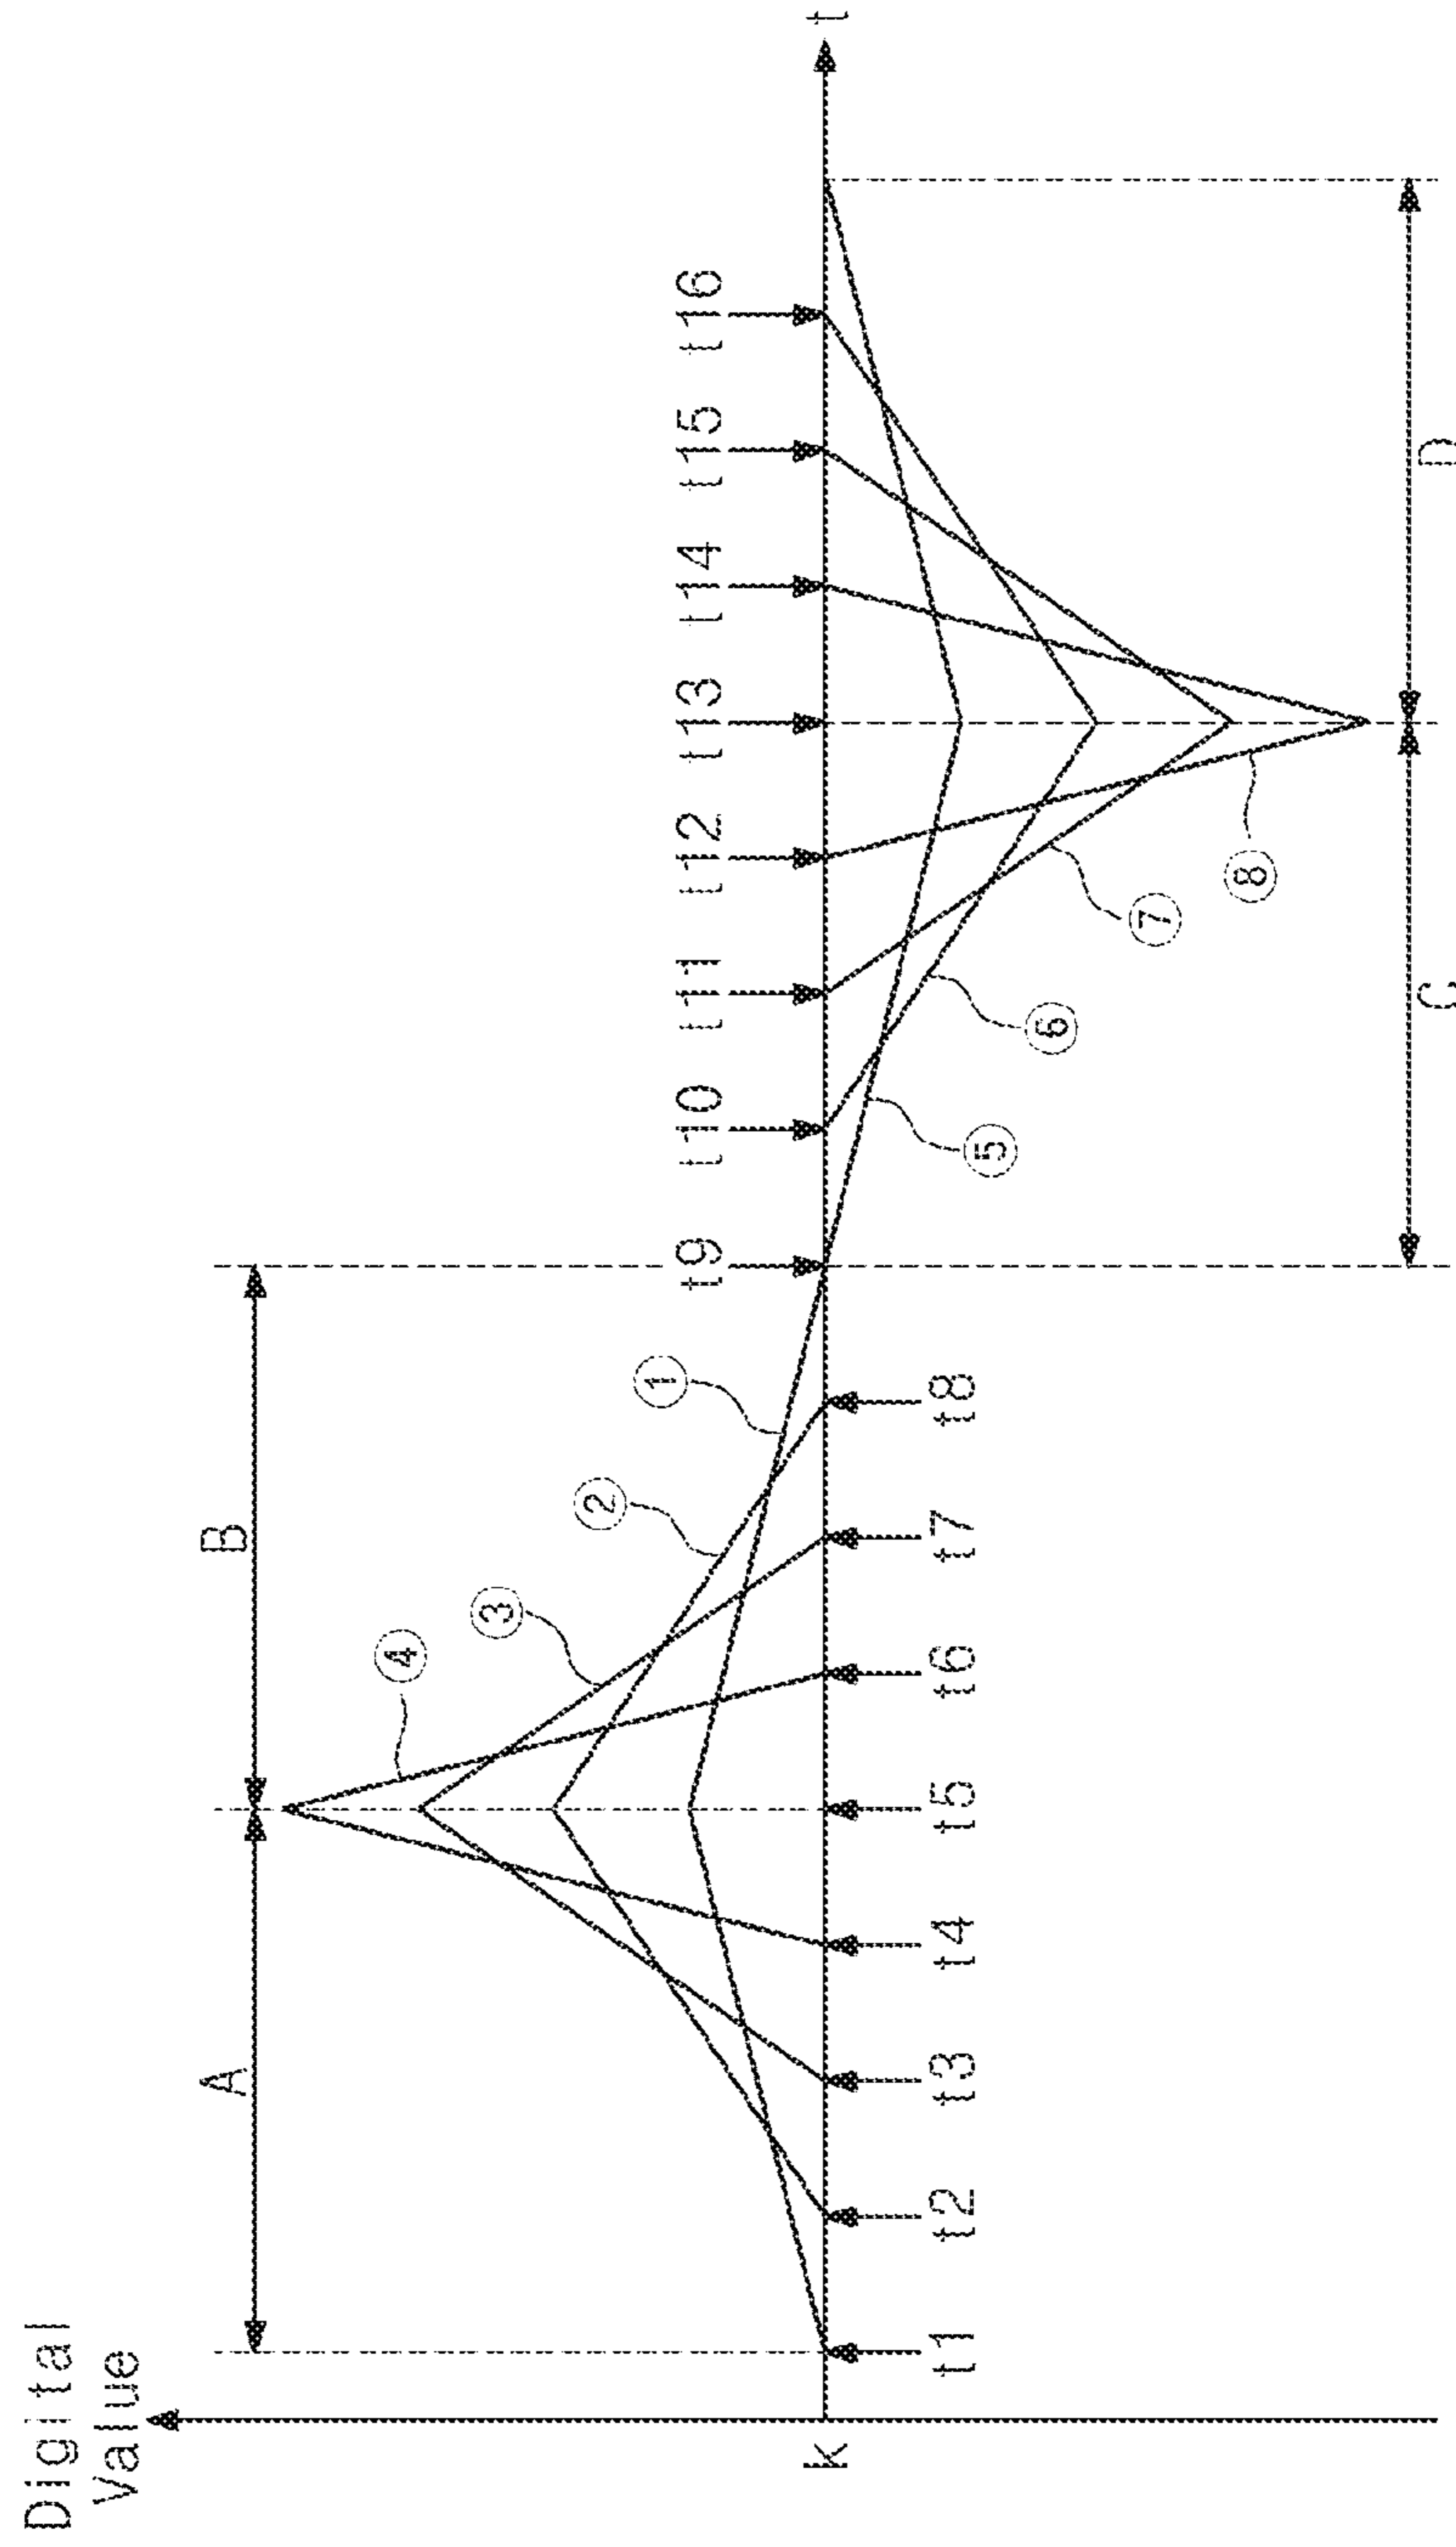 Digital
Value
A
B
④
③
②
①
k
t1
t2
t3
t4
t5
t6
t7
t8
t9
t10
t11
t12
t13
t14
t15
t16
t
⑤
⑥
⑦
⑧
C
D